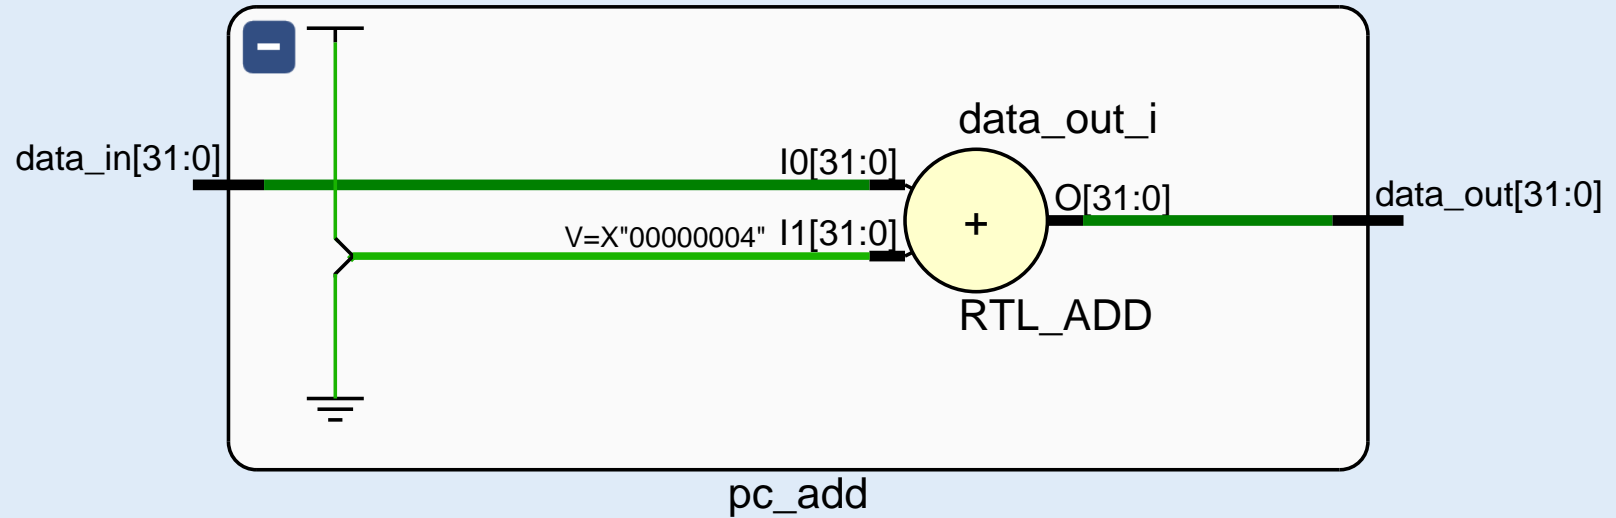 data_out_i
data_in[31:0]
I0[31:0]
O[31:0]
data_out[31:0]
V=X"00000004"
I1[31:0]
+
RTL_ADD
pc_add